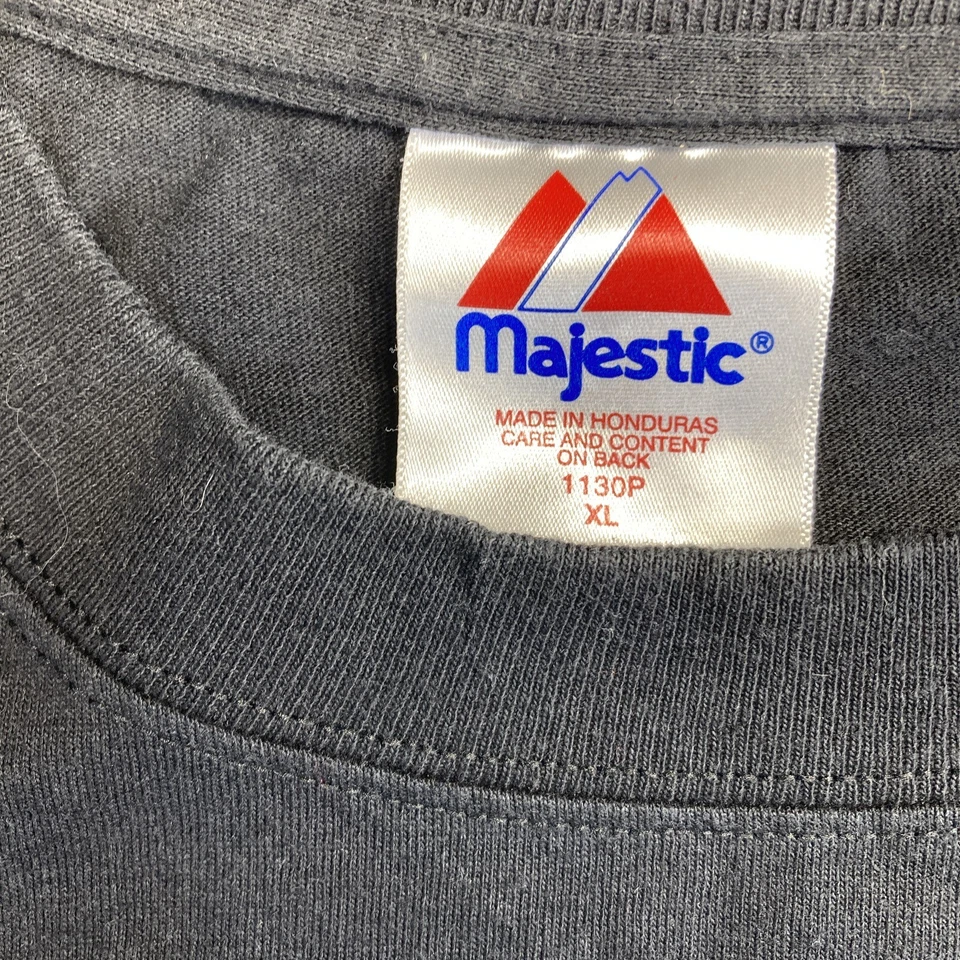 Majestic®
MADE IN HONDURAS
CARE AND CONTENT
ON BACK
1130P
XL